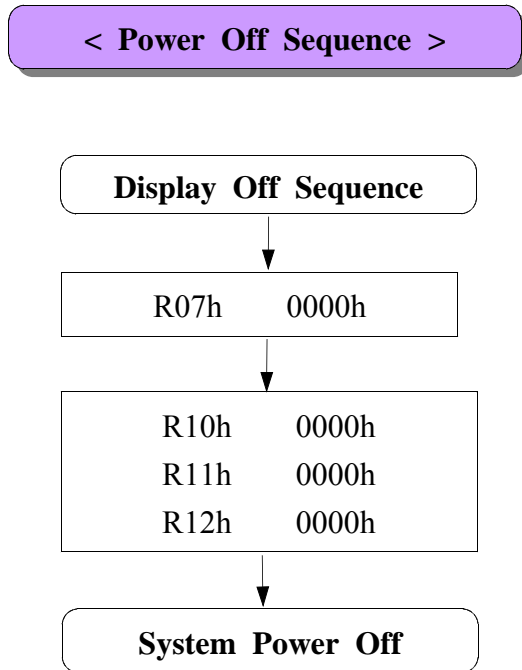 < Power Off Sequence >
Display Off Sequence
R07h 0000h
R10h 0000h
R11h 0000h
R12h 0000h
System Power Off